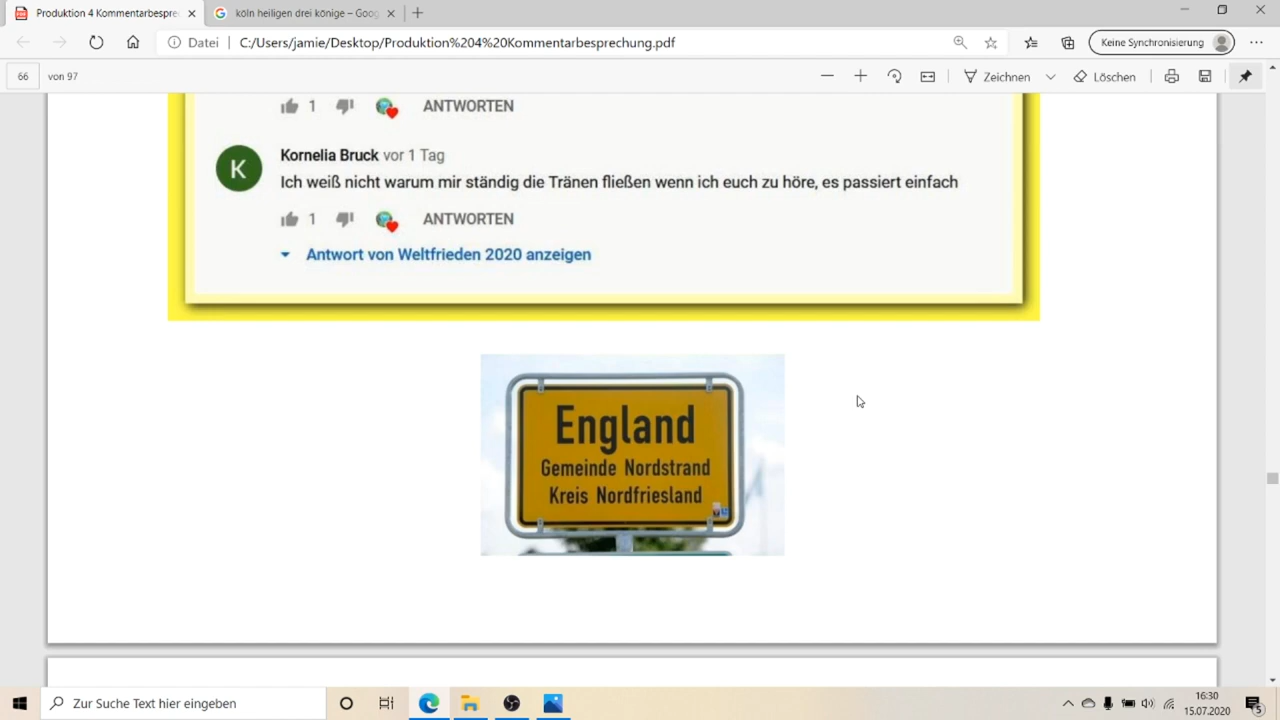 Produktion 4 Kommentarbespre
köln heiligen drei könige – Goog
Datei
C:/Users/jamie/Desktop/Produktion%204%20Kommentarbesprechung.pdf
Keine Synchronisierung
66 von 97
Zeichnen
Löschen
1 ANTWORTEN
K
Kornelia Bruck vor 1 Tag
Ich weiß nicht warum mir ständig die Tränen fließen wenn ich euch zu höre, es passiert einfach
1 ANTWORTEN
Antwort von Weltfrieden 2020 anzeigen
England
Gemeinde Nordstrand
Kreis Nordfriesland
Zur Suche Text hier eingeben
16:30
15.07.2020
5